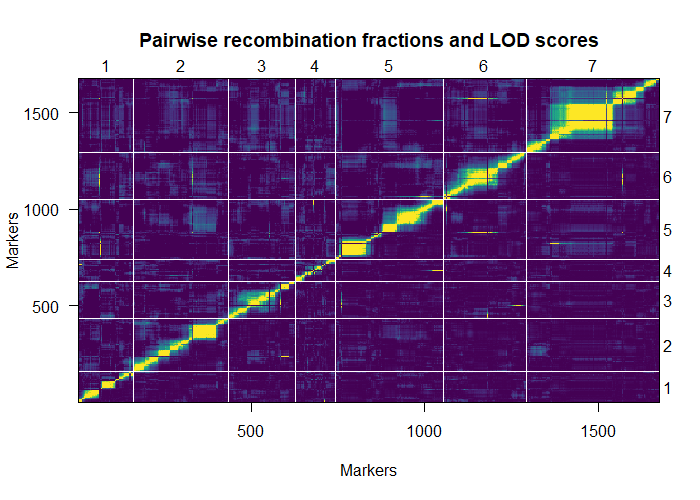 Pairwise recombination fractions and LOD scores
1 2 3 4 5 6 7
1500
1000
500
Markers
7
6
5
4
3
2
1
500 1000 1500
Markers